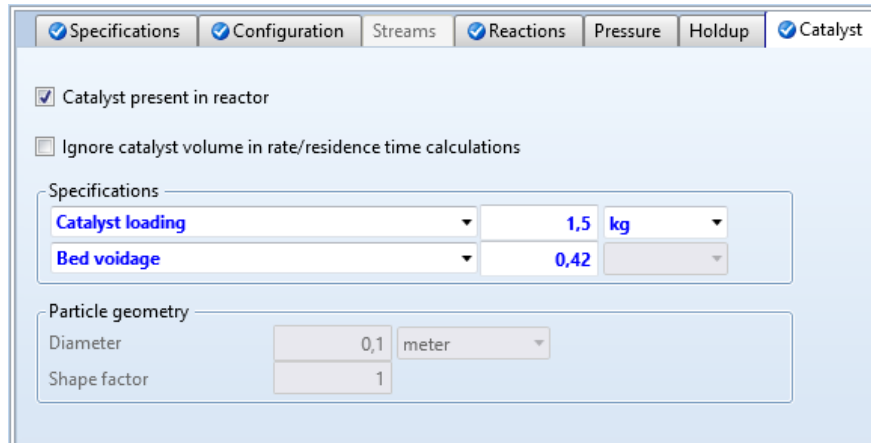 Specifications Configuration Streams Reactions Pressure Holdup Catalyst
Catalyst present in reactor
Ignore catalyst volume in rate/residence time calculations
Specifications
Catalyst loading 1,5 kg
Bed voidage 0,42
Particle geometry
Diameter 0,1 meter
Shape factor 1